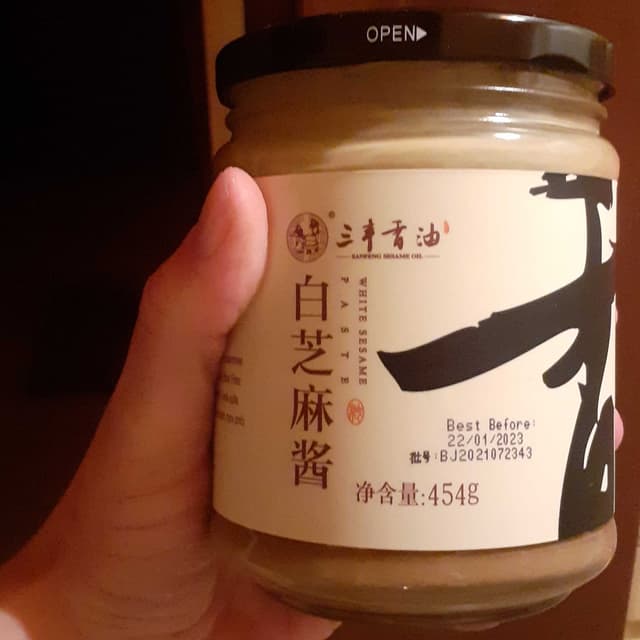 OPEN▶
三丰香油®
SANFENG SESAME OIL
白芝麻酱
WHITE SESAME
PASTE
Best Before:
22/01/2023
批号:BJ2021072343
净含量:454g